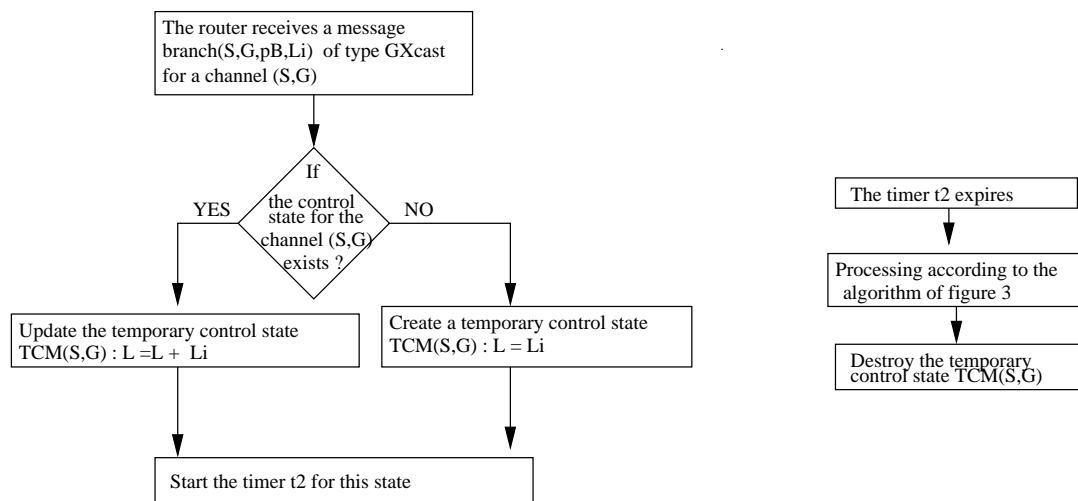 The router receives a message
branch(S,G,pB,Li) of type GXcast
for a channel (S,G)
If
the control
state for the
channel (S,G)
exists ?
YES
NO
Update the temporary control state
TCM(S,G) : L =L + Li
Create a temporary control state
TCM(S,G) : L = Li
Start the timer t2 for this state
The timer t2 expires
Processing according to the
algorithm of figure 3
Destroy the temporary
control state TCM(S,G)